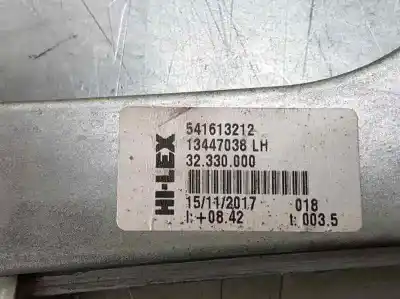 HI-LEX
541613212
13447038 LH
32.330.000
15/11/2017 018
I:+08.42 t: 003.5